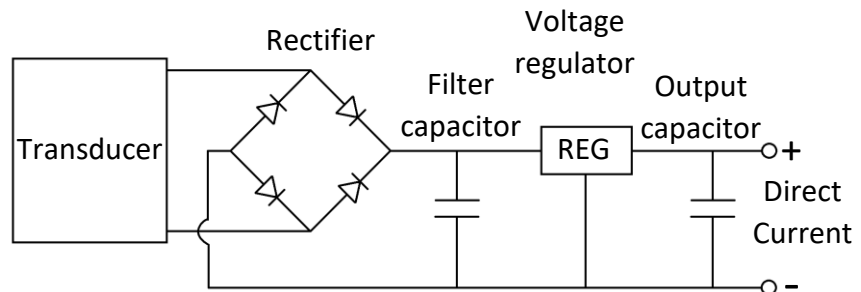 Rectifier
Voltage
regulator
Filter
capacitor
Output
capacitor
Transducer
REG
+
Direct
Current
-